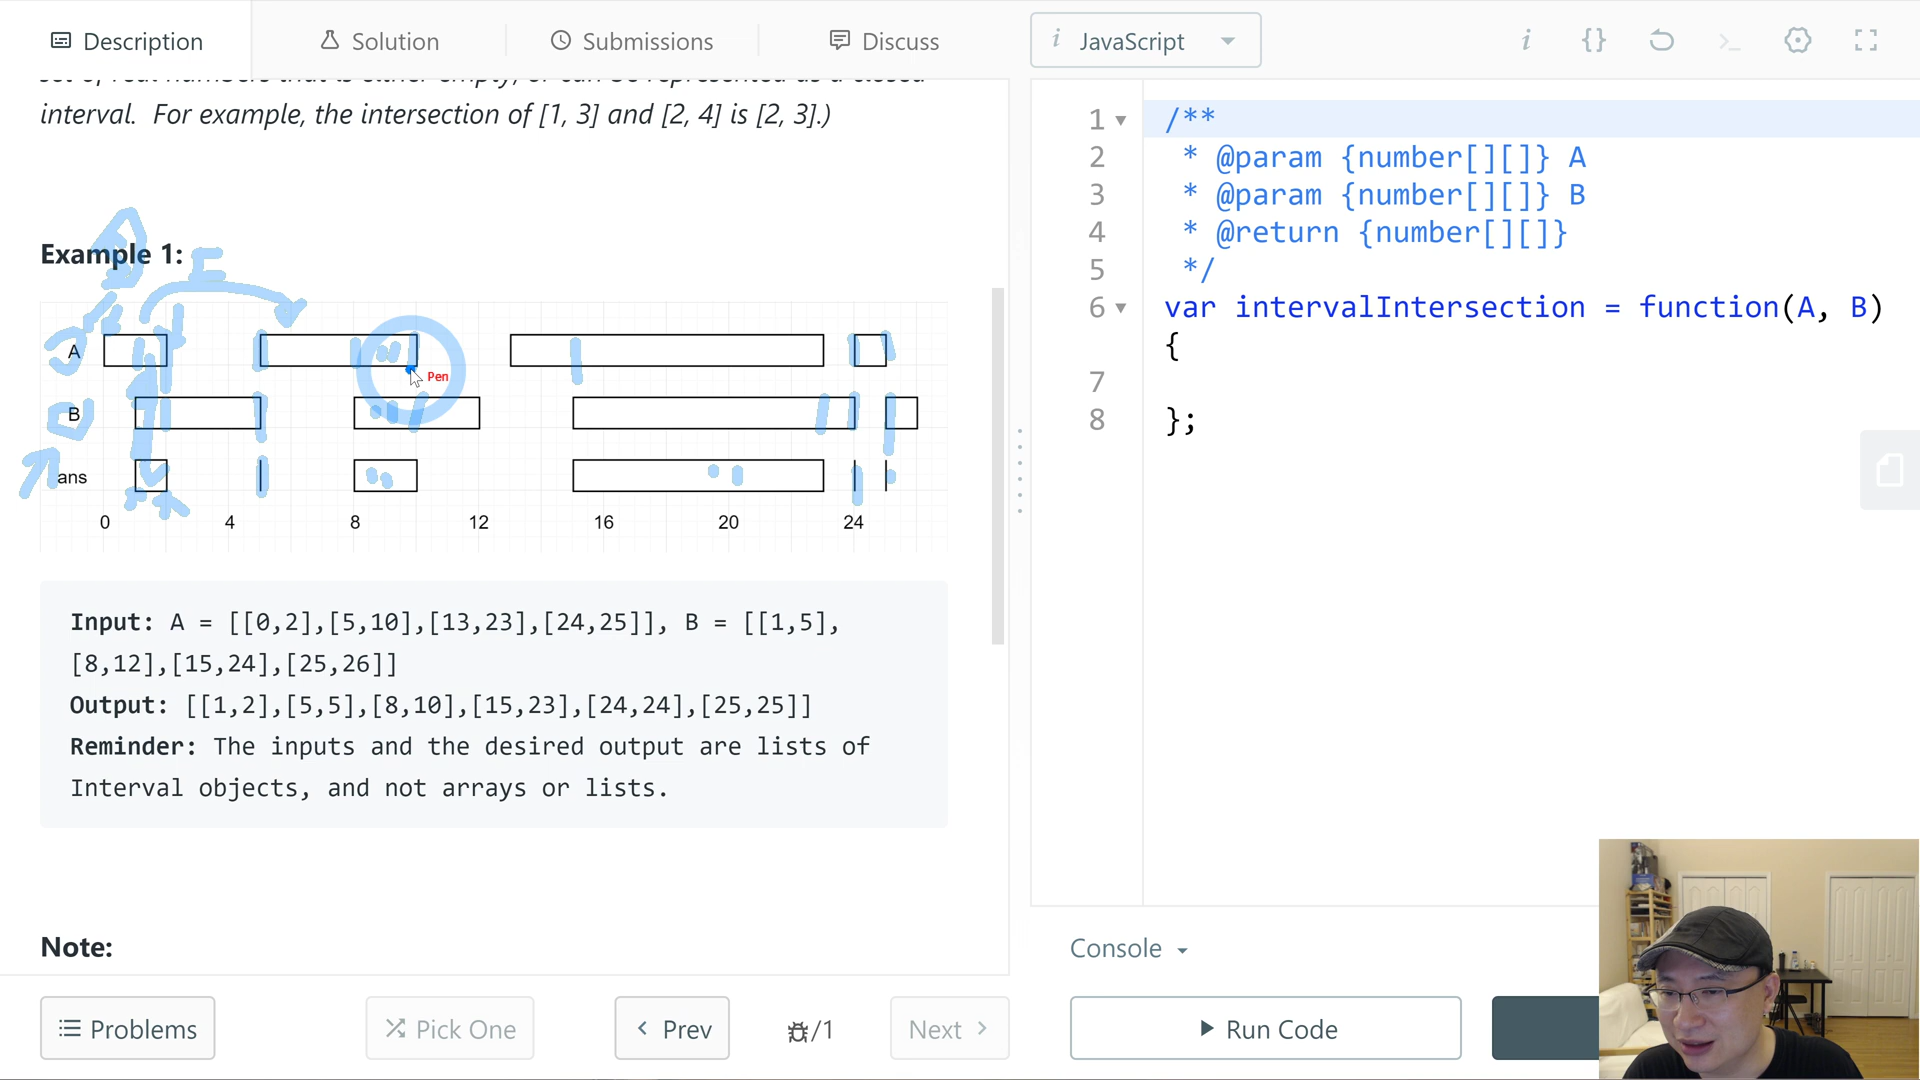 Description
Solution
Submissions
Discuss
i JavaScript
i {} >_
interval. For example, the intersection of [1, 3] and [2, 4] is [2, 3].)
Example 1:
A
Pen
B
ans
0 4 8 12 16 20 24
Input: A = [[0,2],[5,10],[13,23],[24,25]], B = [[1,5],
[8,12],[15,24],[25,26]]
Output: [[1,2],[5,5],[8,10],[15,23],[24,24],[25,25]]
Reminder: The inputs and the desired output are lists of
Interval objects, and not arrays or lists.
Note:
Problems
Pick One
Prev
/1
Next
1 /**
2 * @param {number[][]} A
3 * @param {number[][]} B
4 * @return {number[][]}
5 */
6 var intervalIntersection = function(A, B)
{
7
8 };
Console
Run Code